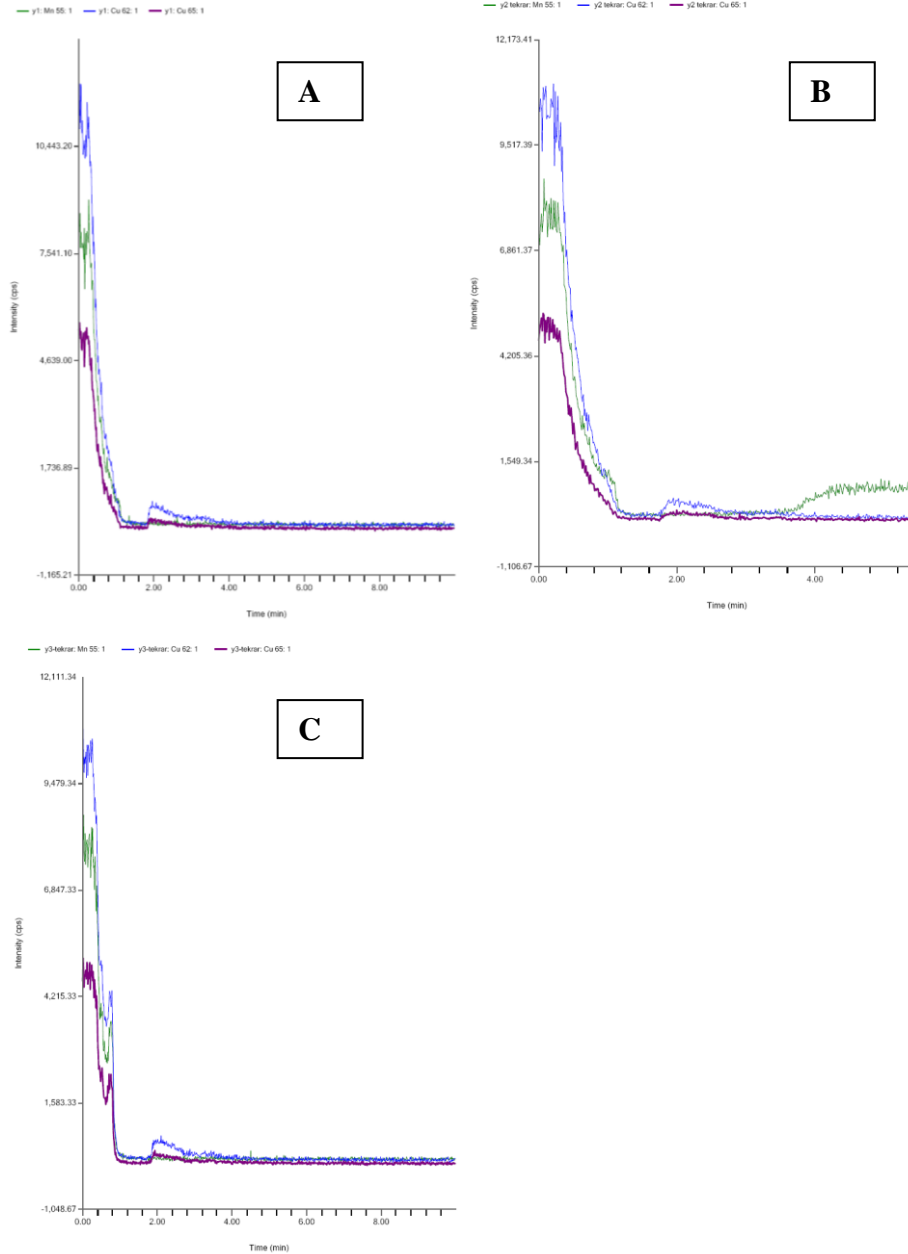 y1: Mn 55: 1 y1: Cu 62: 1 y1: Cu 65: 1
A
10,443.20
7,541.10
4,639.00
1,736.89
-1,165.21
Intensity (cps)
0.00 2.00 4.00 6.00 8.00
Time (min)
y2 tekrar: Mn 55: 1 y2 tekrar: Cu 62: 1 y2 tekrar: Cu 65: 1
B
12,173.41
9,517.39
6,861.37
4,205.36
1,549.34
-1,106.67
Intensity (cps)
0.00 2.00 4.00
Time (min)
y3-tekrar: Mn 55: 1 y3-tekrar: Cu 62: 1 y3-tekrar: Cu 65: 1
C
12,111.34
9,479.34
6,847.33
4,215.33
1,583.33
-1,048.67
Intensity (cps)
0.00 2.00 4.00 6.00 8.00
Time (min)